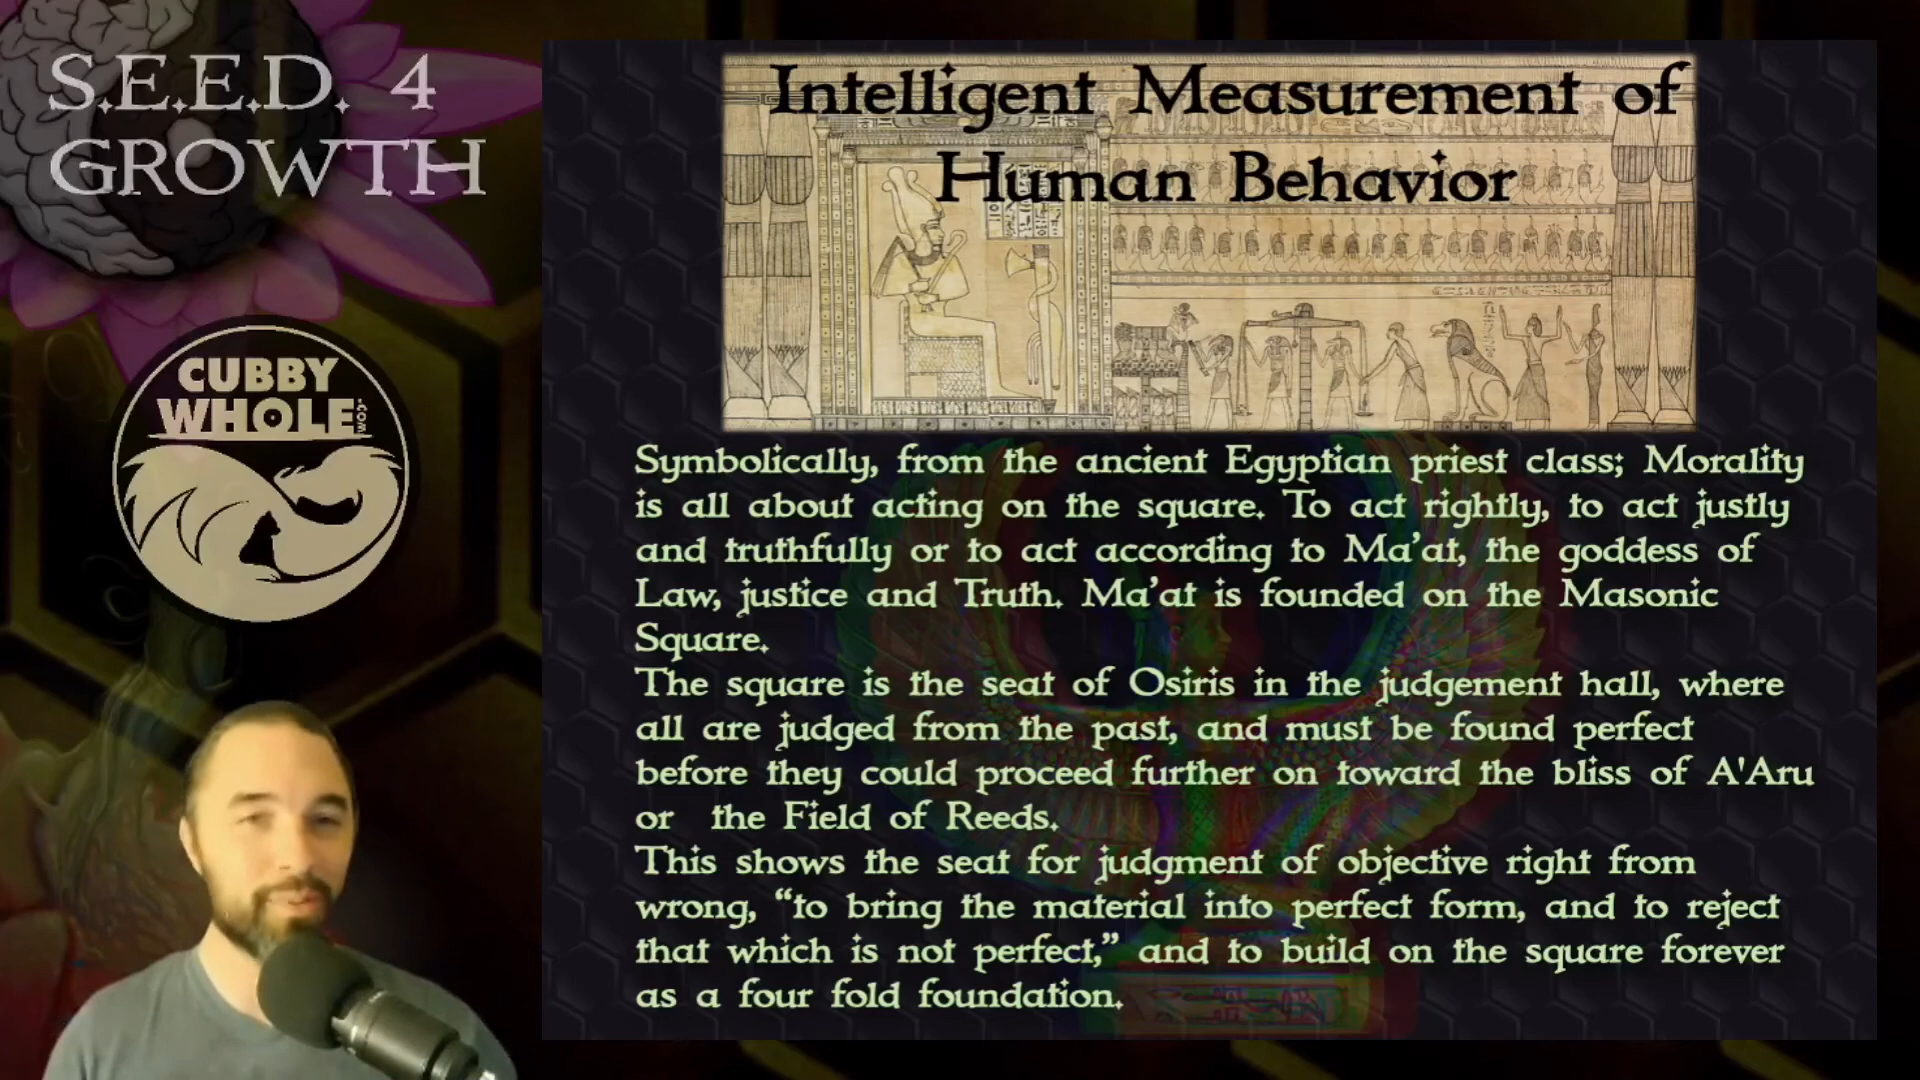 S.E.E.D. 4
GROWTH
CUBBY
WHOLE
.COM
Intelligent Measurement of
Human Behavior
Symbolically, from the ancient Egyptian priest class; Morality
is all about acting on the square. To act rightly, to act justly
and truthfully or to act according to Ma'at, the goddess of
Law, justice and Truth. Ma'at is founded on the Masonic
Square.
The square is the seat of Osiris in the judgement hall, where
all are judged from the past, and must be found perfect
before they could proceed further on toward the bliss of A'Aru
or the Field of Reeds.
This shows the seat for judgment of objective right from
wrong, “to bring the material into perfect form, and to reject
that which is not perfect,” and to build on the square forever
as a four fold foundation.